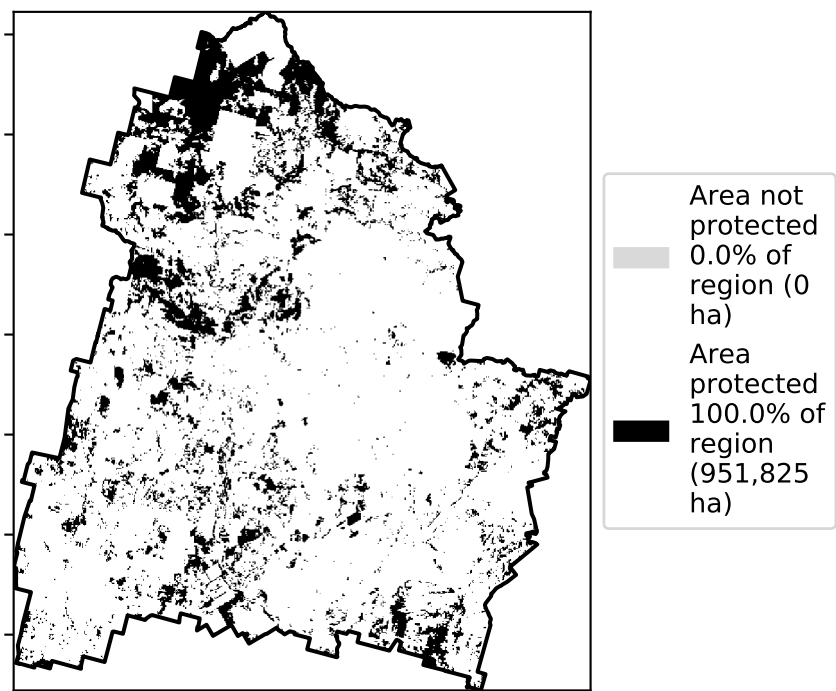 Area not
protected
0.0% of
region (0
ha)
Area
protected
100.0% of
region
(951,825
ha)